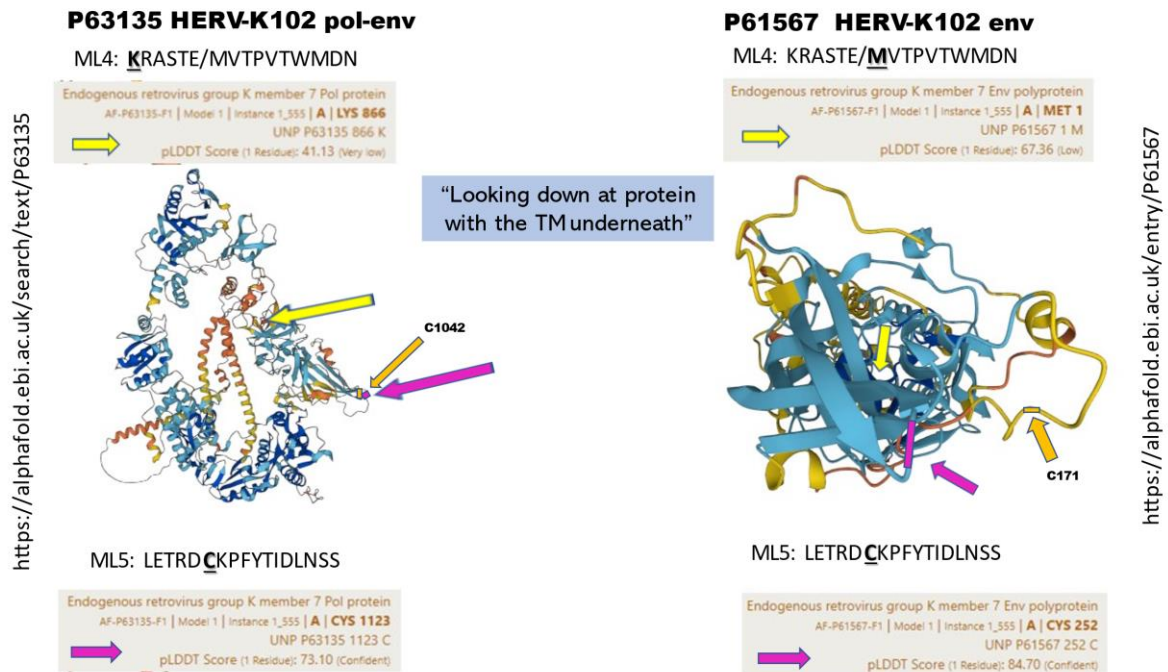 P63135 HERV-K102 pol-env
ML4: KRASTE/MVTPVTWMDN
Endogenous retrovirus group K member 7 Pol protein
AF-P63135-F1 | Model 1 | Instance 1_555 | A | LYS 866
UNP P63135 866 K
pLDDT Score (1 Residue): 41.13 (Very low)
https://alphafold.ebi.ac.uk/search/text/P63135
C1042
ML5: LETRDCKPFYTIDLNSS
Endogenous retrovirus group K member 7 Pol protein
AF-P63135-F1 | Model 1 | Instance 1_555 | A | CYS 1123
UNP P63135 1123 C
pLDDT Score (1 Residue): 73.10 (Confident)
“Looking down at protein
with the TM underneath”
P61567 HERV-K102 env
ML4: KRASTE/MVTPVTWMDN
Endogenous retrovirus group K member 7 Env polyprotein
AF-P61567-F1 | Model 1 | Instance 1_555 | A | MET 1
UNP P61567 1 M
pLDDT Score (1 Residue): 67.36 (Low)
C171
https://alphafold.ebi.ac.uk/entry/P61567
ML5: LETRDCKPFYTIDLNSS
Endogenous retrovirus group K member 7 Env polyprotein
AF-P61567-F1 | Model 1 | Instance 1_555 | A | CYS 252
UNP P61567 252 C
pLDDT Score (1 Residue): 84.70 (Confident)